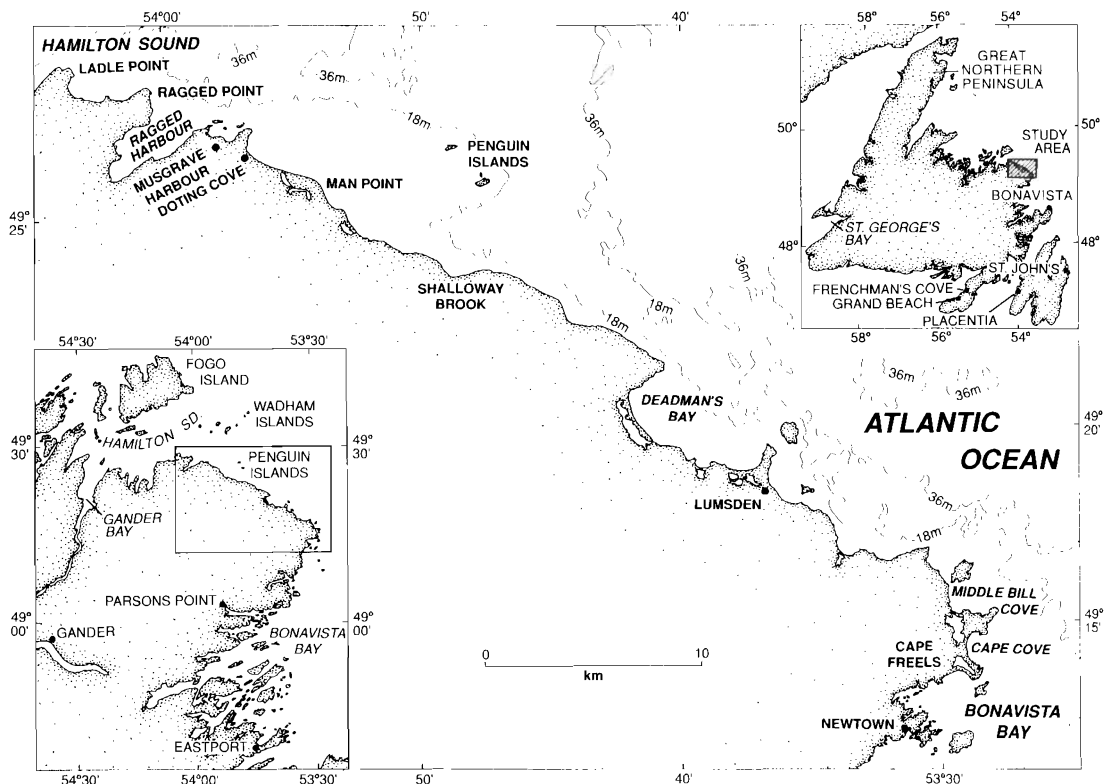 54°00'
50'
40'
HAMILTON SOUND
LADLE POINT
RAGGED POINT
RAGGED
HARBOUR
MUSGRAVE
HARBOUR
DOTING COVE
36m
36m
18m
36m
PENGUIN
ISLANDS
MAN POINT
49°
25'
SHALLOWAY
BROOK
36m
18m
18m
DEADMAN'S
BAY
36m
36m
49°
20'
ATLANTIC
OCEAN
LUMSDEN
36m
18m
MIDDLE BILL
COVE
49°
15'
CAPE
FREELS
CAPE COVE
NEWTOWN
BONAVISTA
BAY
0
10
km
50'
40'
53°30'
58°
56°
54°
GREAT
NORTHERN
PENINSULA
50°
50°
STUDY
AREA
BONAVISTA
ST. GEORGE'S
BAY
48°
48°
ST. JOHN'S
FRENCHMAN'S COVE
GRAND BEACH
PLACENTIA
58°
56°
54°
54°30'
54°00'
53°30'
FOGO
ISLAND
WADHAM
ISLANDS
HAMILTON SD.
49°
30'
49°
30'
PENGUIN
ISLANDS
GANDER
BAY
PARSONS POINT
49°
00'
49°
00'
GANDER
BONAVISTA
BAY
EASTPORT
54°30'
54°00'
53°30'